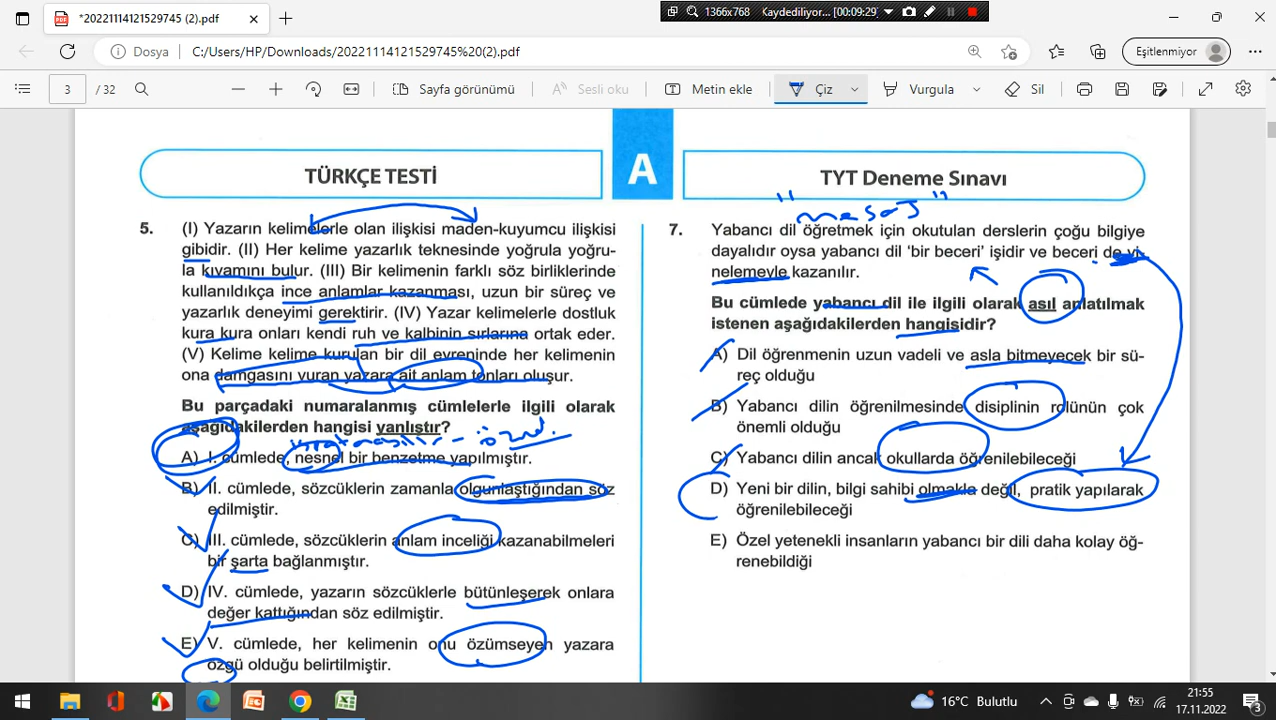 *20221114121529745 (2).pdf
1366x768 Kaydediliyor... [00:09:29]
Dosya C:/Users/HP/Downloads/20221114121529745%20(2).pdf
Eşitlenmiyor
3 / 32
Sayfa görünümü
Sesli oku
Metin ekle
Çiz
Vurgula
Sil
TÜRKÇE TESTİ
A
TYT Deneme Sınavı
5. (I) Yazarın kelimelerle olan ilişkisi maden-kuyumcu ilişkisi
gibidir. (II) Her kelime yazarlık teknesinde yoğrula yoğru-
la kıvamını bulur. (III) Bir kelimenin farklı söz birliklerinde
kullanıldıkça ince anlamlar kazanması, uzun bir süreç ve
yazarlık deneyimi gerektirir. (IV) Yazar kelimelerle dostluk
kura kura onları kendi ruh ve kalbinin sırlarına ortak eder.
(V) Kelime kelime kurulan bir dil evreninde her kelimenin
ona damgasını vuran yazara ait anlam tonları oluşur.
Bu parçadaki numaralanmış cümlelerle ilgili olarak
aşağıdakilerden hangisi yanlıştır?
A) I. cümlede, nesnel bir benzetme yapılmıştır.
B) II. cümlede, sözcüklerin zamanla olgunlaştığından söz
edilmiştir.
C) III. cümlede, sözcüklerin anlam inceliği kazanabilmeleri
bir şarta bağlanmıştır.
D) IV. cümlede, yazarın sözcüklerle bütünleşerek onlara
değer kattığından söz edilmiştir.
E) V. cümlede, her kelimenin onu özümseyen yazara
özgü olduğu belirtilmiştir.
"mesaj"
7. Yabancı dil öğretmek için okutulan derslerin çoğu bilgiye
dayalıdır oysa yabancı dil 'bir beceri' işidir ve beceri deyi-
nelemeyle kazanılır.
Bu cümlede yabancı dil ile ilgili olarak asıl anlatılmak
istenen aşağıdakilerden hangisidir?
A) Dil öğrenmenin uzun vadeli ve asla bitmeyecek bir sü-
reç olduğu
B) Yabancı dilin öğrenilmesinde disiplinin rolünün çok
önemli olduğu
C) Yabancı dilin ancak okullarda öğrenilebileceği
D) Yeni bir dilin, bilgi sahibi olmakla değil, pratik yapılarak
öğrenilebileceği
E) Özel yetenekli insanların yabancı bir dili daha kolay öğ-
renebildiği
16°C Bulutlu
21:55
17.11.2022
3